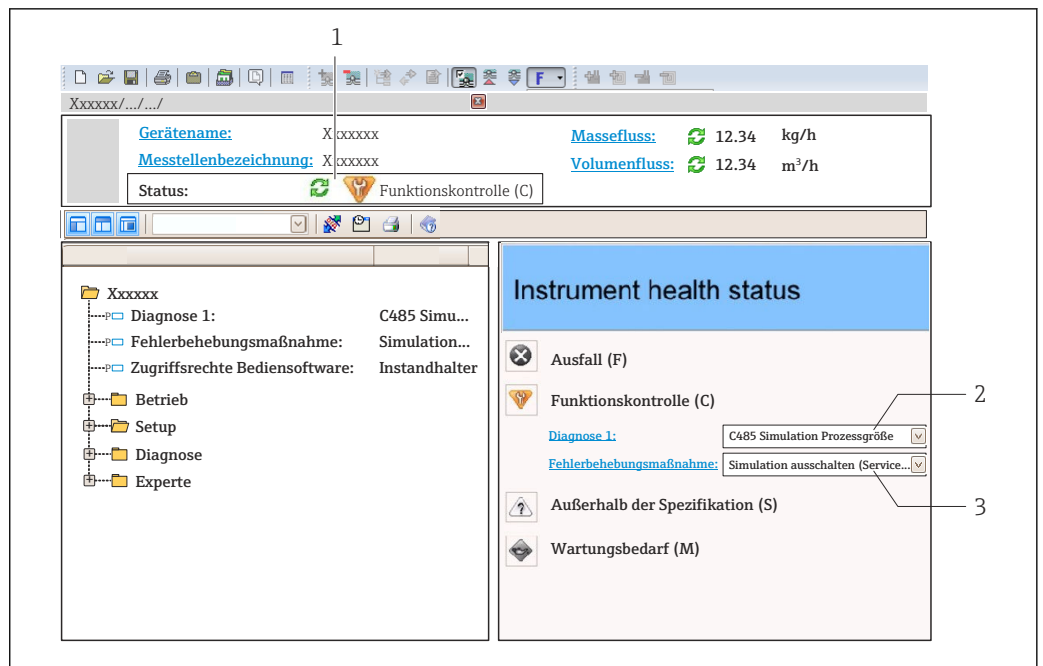 1
F
Xxxxxx/.../.../
Gerätename: Xxxxxxx Massefluss: 12.34 kg/h
Messstellenbezeichnung: Xxxxxxx Volumenfluss: 12.34 m³/h
Status: Funktionskontrolle (C)
Xxxxxx
P Diagnose 1: C485 Simu...
P Fehlerbehebungsmaßnahme: Simulation...
P Zugriffsrechte Bediensoftware: Instandhalter
Betrieb
Setup
Diagnose
Experte
Instrument health status
Ausfall (F)
Funktionskontrolle (C)
Diagnose 1: C485 Simulation Prozessgröße
2
Fehlerbehebungsmaßnahme: Simulation ausschalten (Service...
3
Außerhalb der Spezifikation (S)
Wartungsbedarf (M)